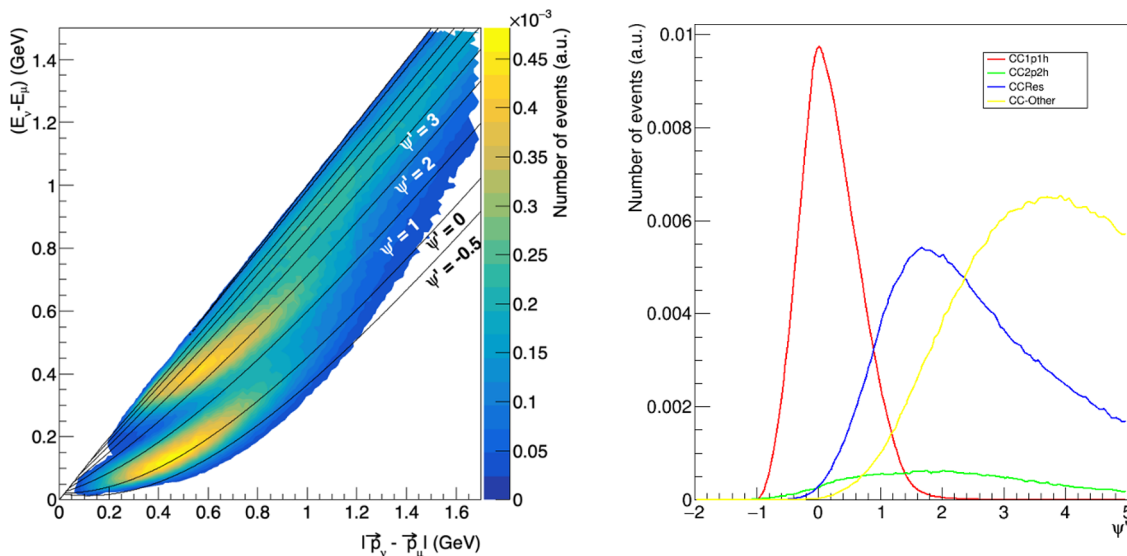 ×10⁻³
(E_ν-E_μ) (GeV)
1.4
1.2
1
0.8
0.6
0.4
0.2
0
0 0.2 0.4 0.6 0.8 1 1.2 1.4 1.6
|p⃗_ν - p⃗_μ| (GeV)
ψ' = 3
ψ' = 2
ψ' = 1
ψ' = 0
ψ' = -0.5
0.45
0.4
0.35
0.3
0.25
0.2
0.15
0.1
0.05
0
Number of events (a.u.)
Number of events (a.u.)
0.01
0.008
0.006
0.004
0.002
0
−2 −1 0 1 2 3 4 5
ψ'
CC1p1h
CC2p2h
CCRes
CC-Other